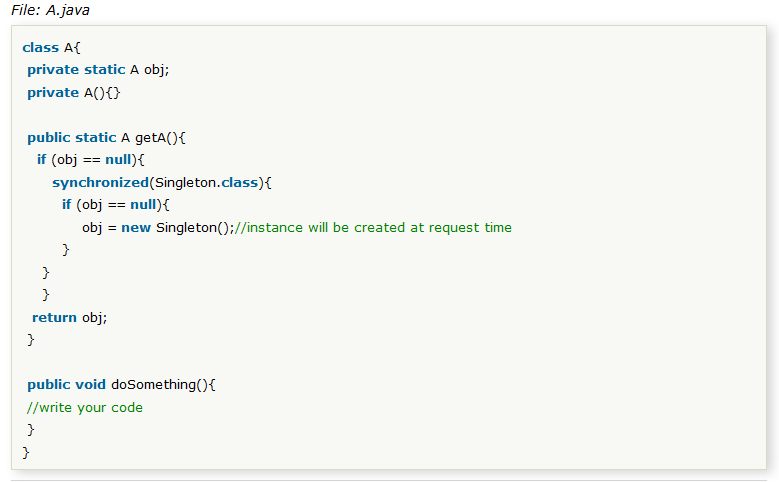 File: A.java
class A{
private static A obj;
private A(){}
public static A getA(){
if (obj == null){
synchronized(Singleton.class){
if (obj == null){
obj = new Singleton();//instance will be created at request time
}
}
}
return obj;
}
public void doSomething(){
//write your code
}
}